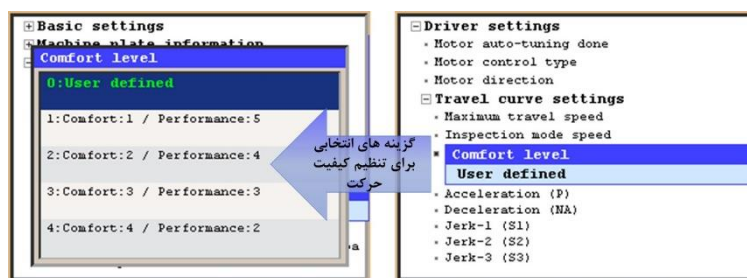 Basic settings
Machine plate information
Comfort level
0:User defined
1:Comfort:1 / Performance:5
2:Comfort:2 / Performance:4
3:Comfort:3 / Performance:3
4:Comfort:4 / Performance:2
گزینه های انتخابی
برای تنظیم کیفیت
حرکت
Driver settings
Motor auto-tuning done
Motor control type
Motor direction
Travel curve settings
Maximum travel speed
Inspection mode speed
Comfort level
User defined
Acceleration (P)
Deceleration (NA)
Jerk-1 (S1)
Jerk-2 (S2)
Jerk-3 (S3)